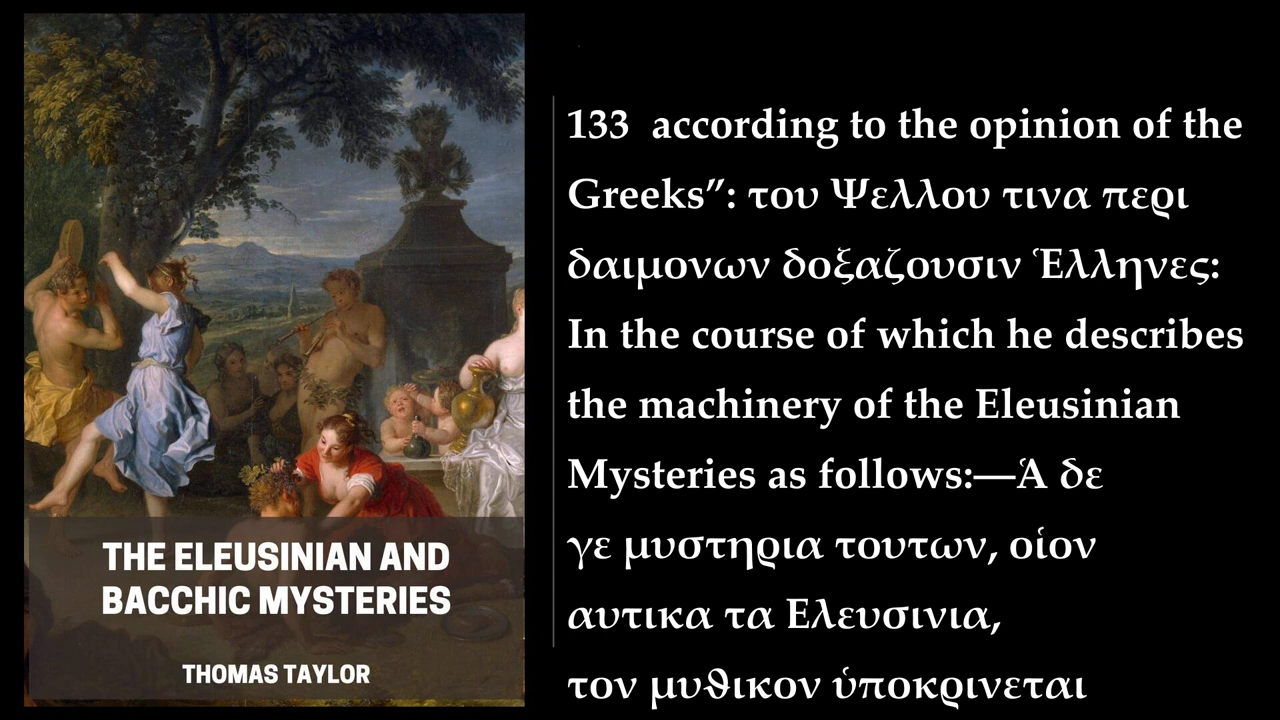 THE ELEUSINIAN AND
BACCHIC MYSTERIES
THOMAS TAYLOR
133 according to the opinion of the
Greeks”: του Ψελλου τινα περι
δαιμονων δοξαζουσιν Ἑλληνες:
In the course of which he describes
the machinery of the Eleusinian
Mysteries as follows:—Ἁ δε
γε μυστηρια τουτων, οἱον
αυτικα τα Ελευσινια,
τον μυθικον ὑποκρινεται